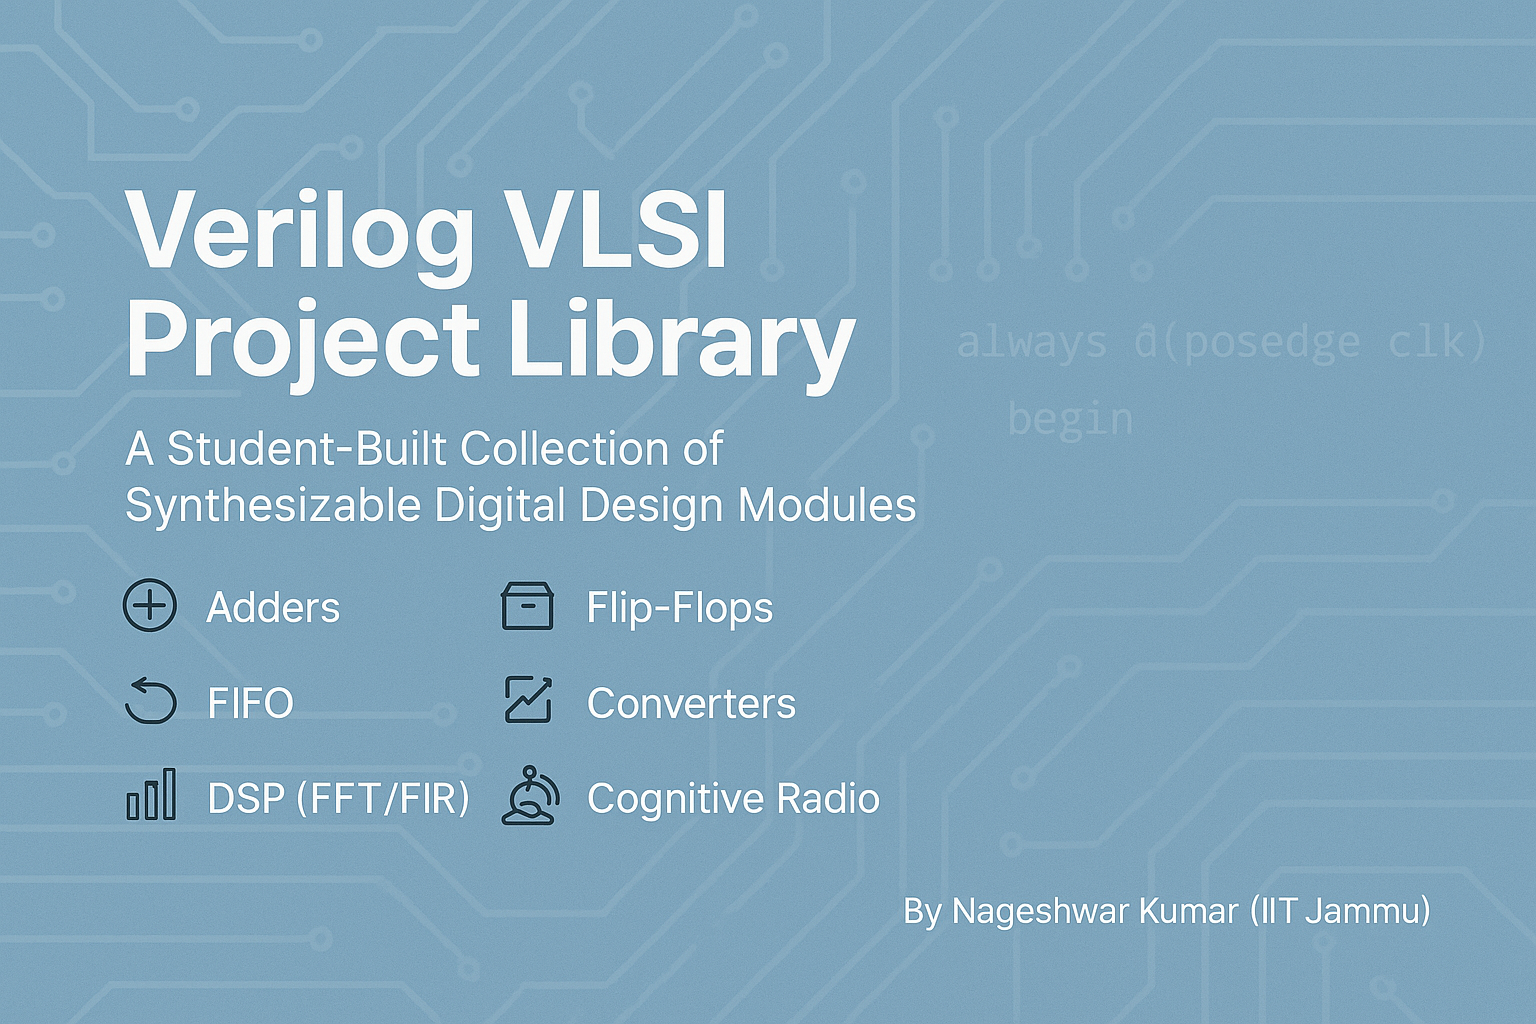 Verilog VLSI
Project Library
A Student-Built Collection of
Synthesizable Digital Design Modules
Adders
Flip-Flops
FIFO
Converters
DSP (FFT/FIR)
Cognitive Radio
always (posedge clk)
begin
By Nageshwar Kumar (IIT Jammu)